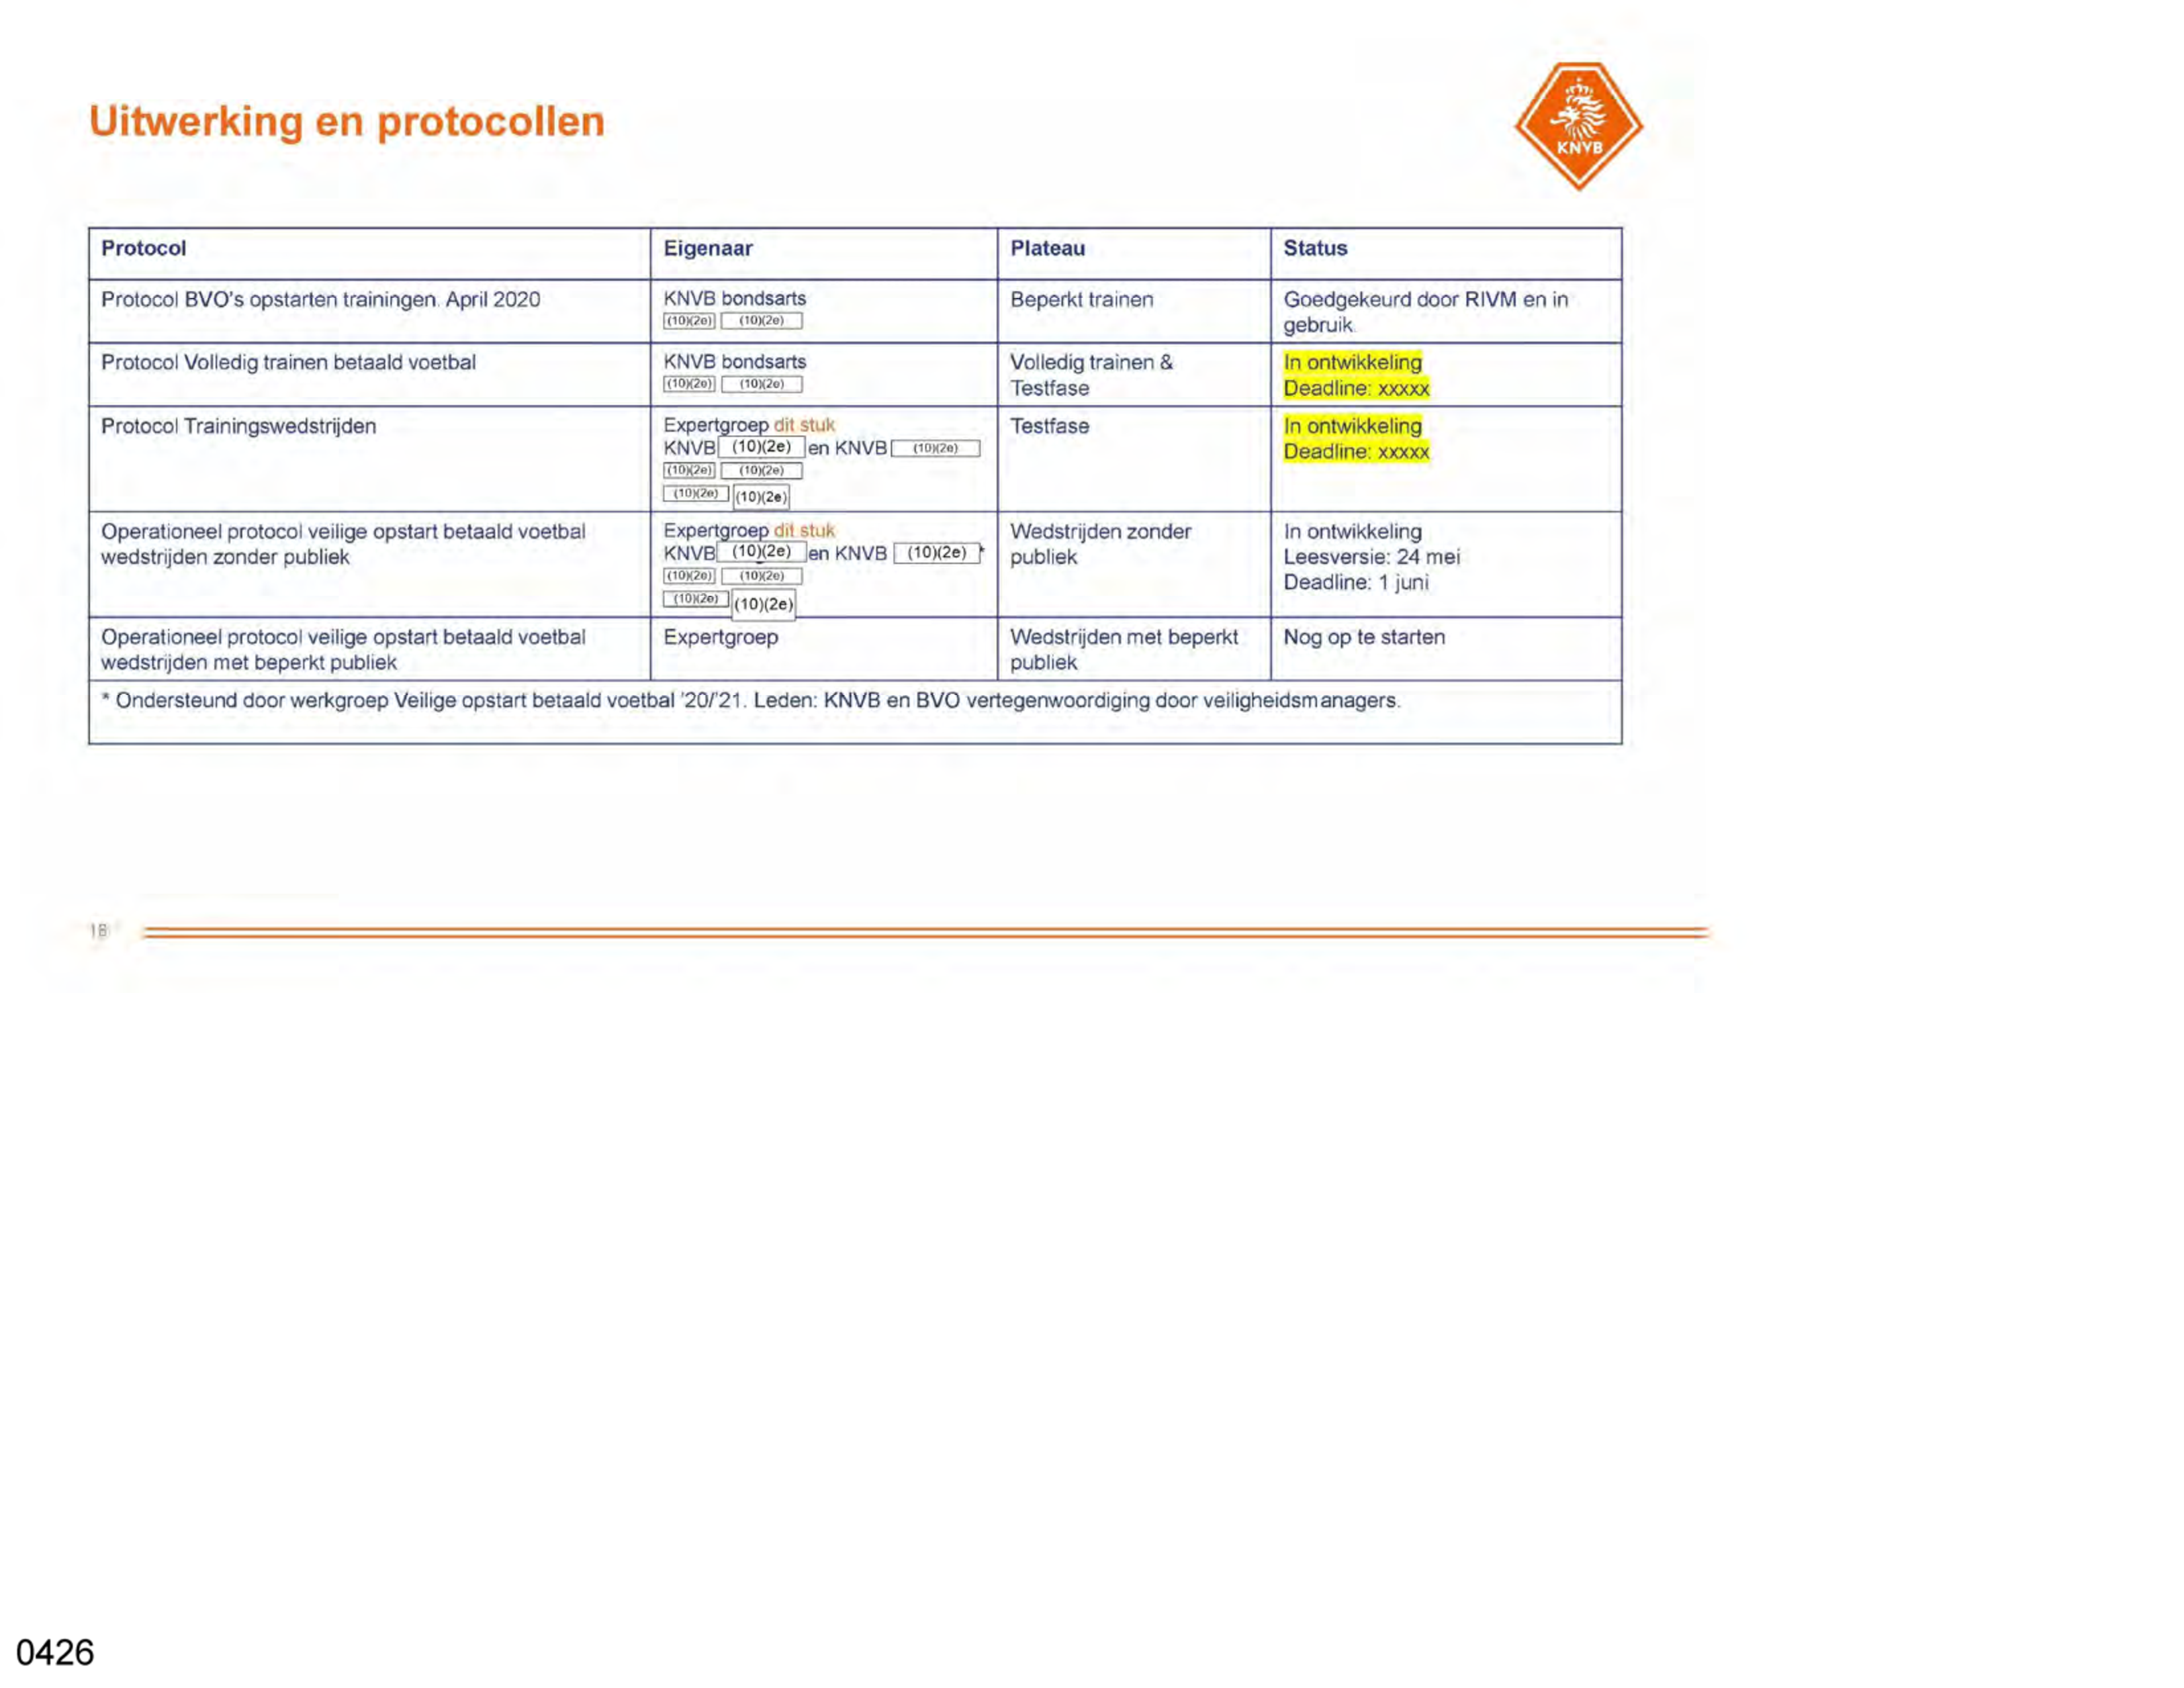 Uitwerking en protocollen
KNVB
Protocol Eigenaar Plateau Status
Protocol BVO's opstarten trainingen. April 2020
KNVB bondsarts
(10)(2e) (10)(2e)
Beperkt trainen
Goedgekeurd door RIVM en in
gebruik
Protocol Volledig trainen betaald voetbal
KNVB bondsarts
(10)(2e) (10)(2e)
Volledig trainen &
Testfase
In ontwikkeling
Deadline: xxxxx
Protocol Trainingswedstrijden
Expertgroep dit stuk
KNVB (10)(2e) en KNVB (10)(2e)
(10)(2e) (10)(2e)
(10)(2e) (10)(2e)
Testfase
In ontwikkeling
Deadline: xxxxx
Operationeel protocol veilige opstart betaald voetbal
wedstrijden zonder publiek
Expertgroep dit stuk
KNVB (10)(2e) en KNVB (10)(2e) *
(10)(2e) (10)(2e)
(10)(2e) (10)(2e)
Wedstrijden zonder
publiek
In ontwikkeling
Leesversie: 24 mei
Deadline: 1 juni
Operationeel protocol veilige opstart betaald voetbal
wedstrijden met beperkt publiek
Expertgroep
Wedstrijden met beperkt
publiek
Nog op te starten
* Ondersteund door werkgroep Veilige opstart betaald voetbal '20/'21. Leden: KNVB en BVO vertegenwoordiging door veiligheidsmanagers.
18
0426